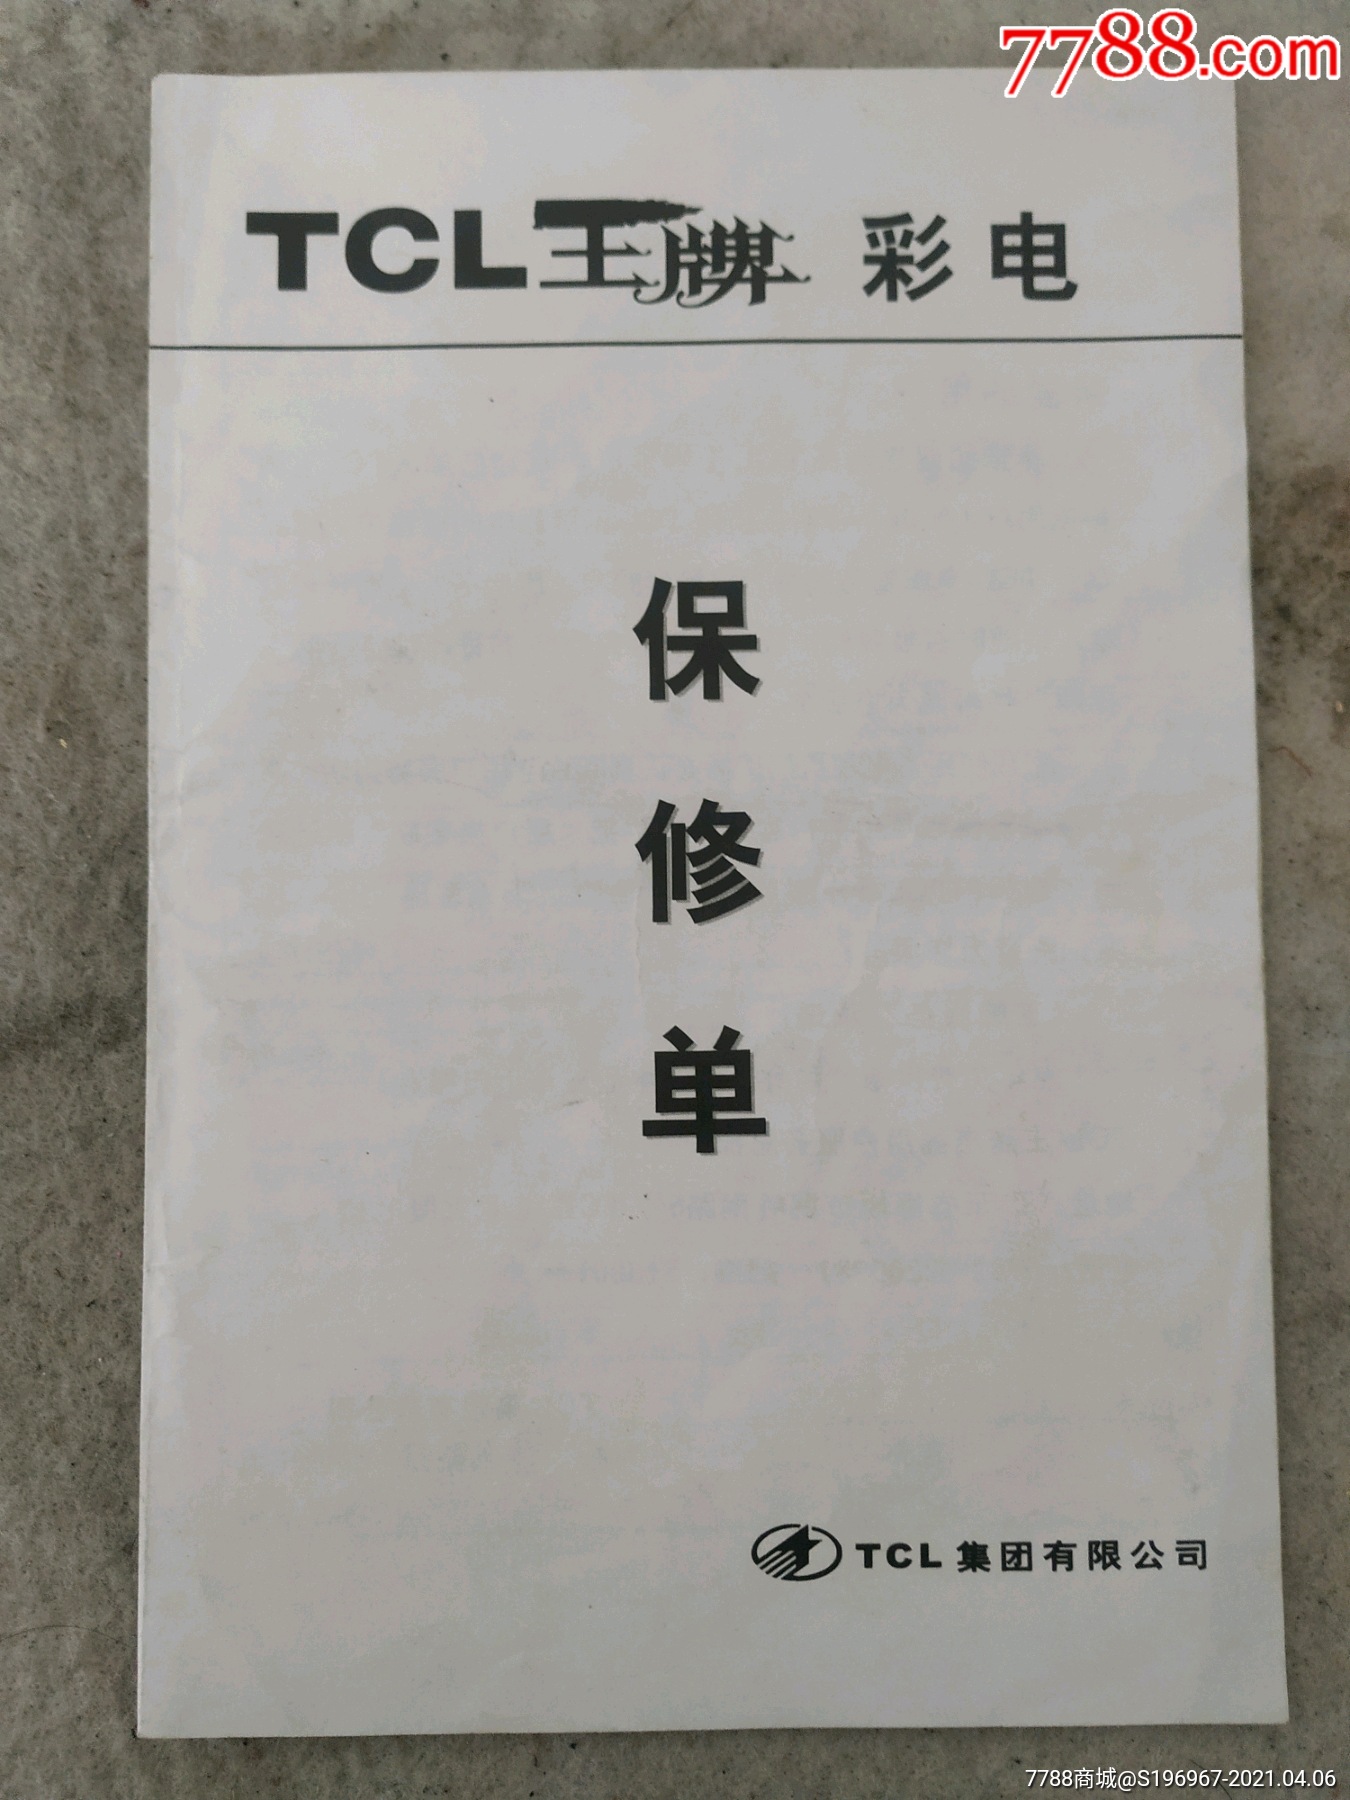 7788.com
TCL王牌 彩电
保
修
单
TCL 集团有限公司
7788商城@S196967-2021.04.06